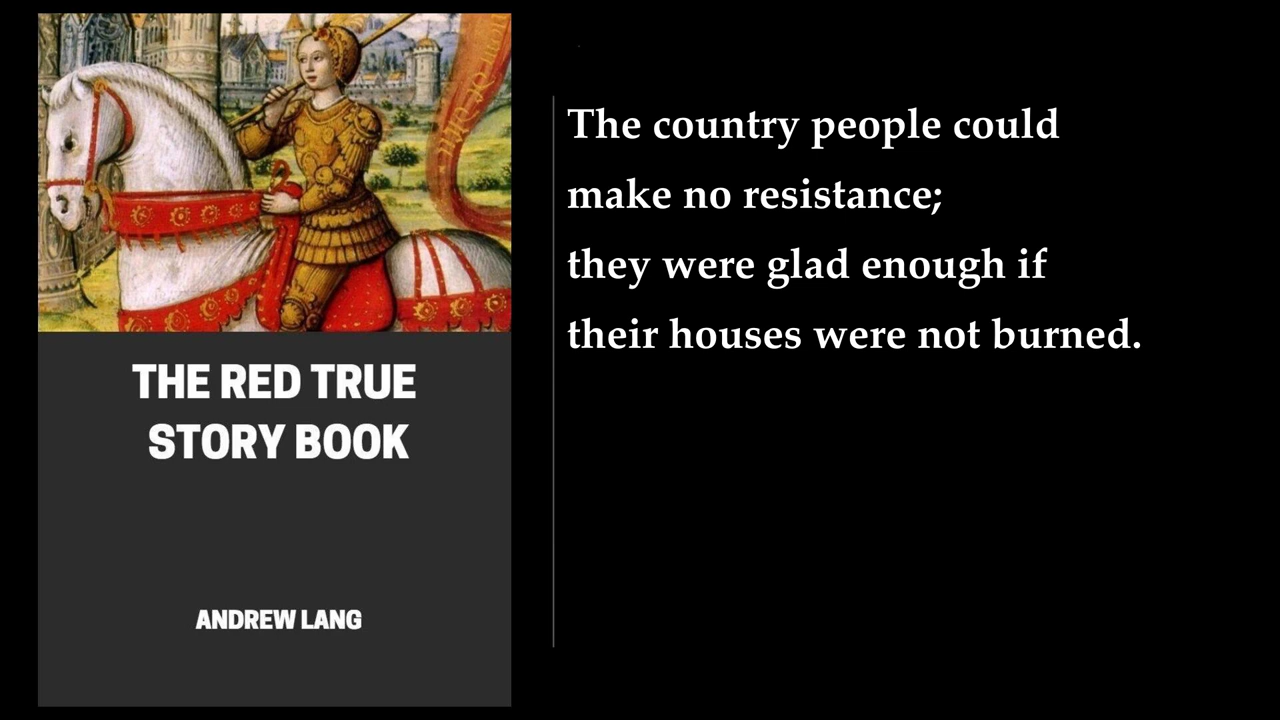 THE RED TRUE
STORY BOOK
ANDREW LANG
The country people could
make no resistance;
they were glad enough if
their houses were not burned.